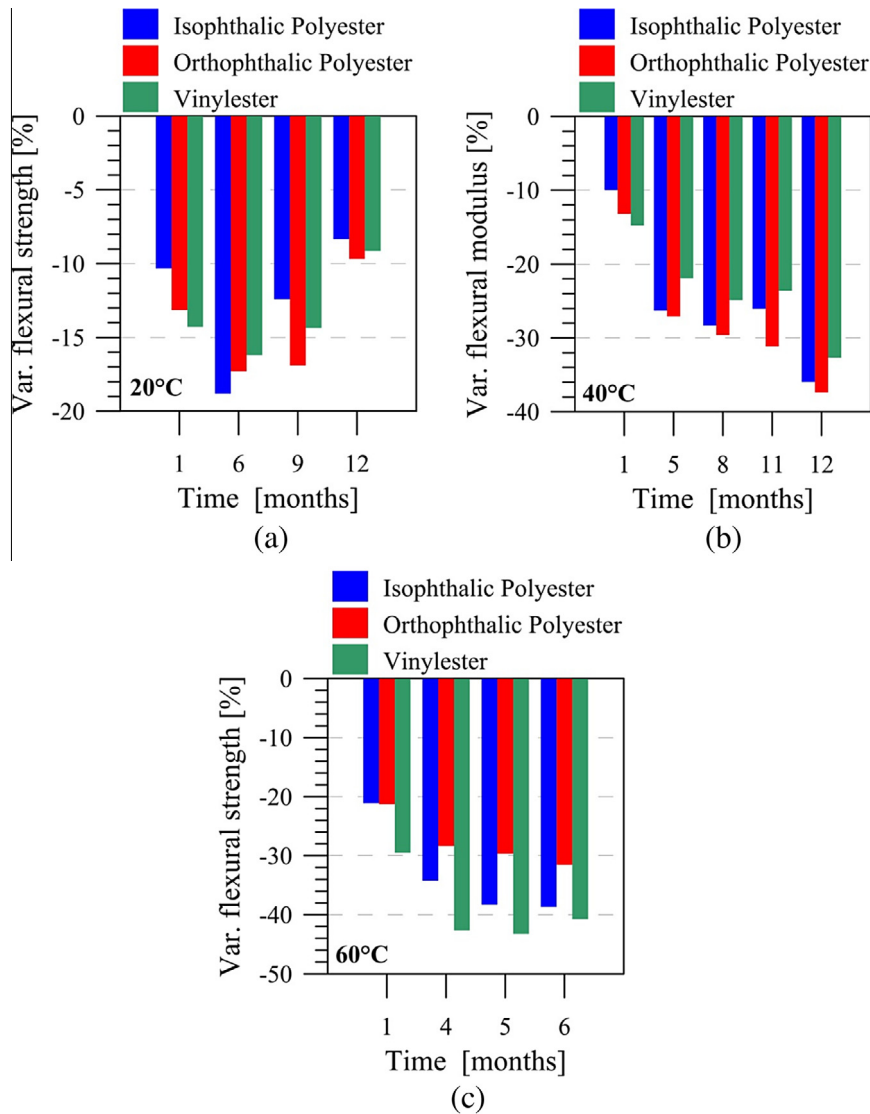 Isophthalic Polyester
Orthophthalic Polyester
Vinylester
Var. flexural strength [%]
0
-5
-10
-15
-20
20°C
1 6 9 12
Time [months]
(a)
Isophthalic Polyester
Orthophthalic Polyester
Vinylester
Var. flexural modulus [%]
0
-10
-20
-30
-40
40°C
1 5 8 11 12
Time [months]
(b)
Isophthalic Polyester
Orthophthalic Polyester
Vinylester
Var. flexural strength [%]
0
-10
-20
-30
-40
-50
60°C
1 4 5 6
Time [months]
(c)